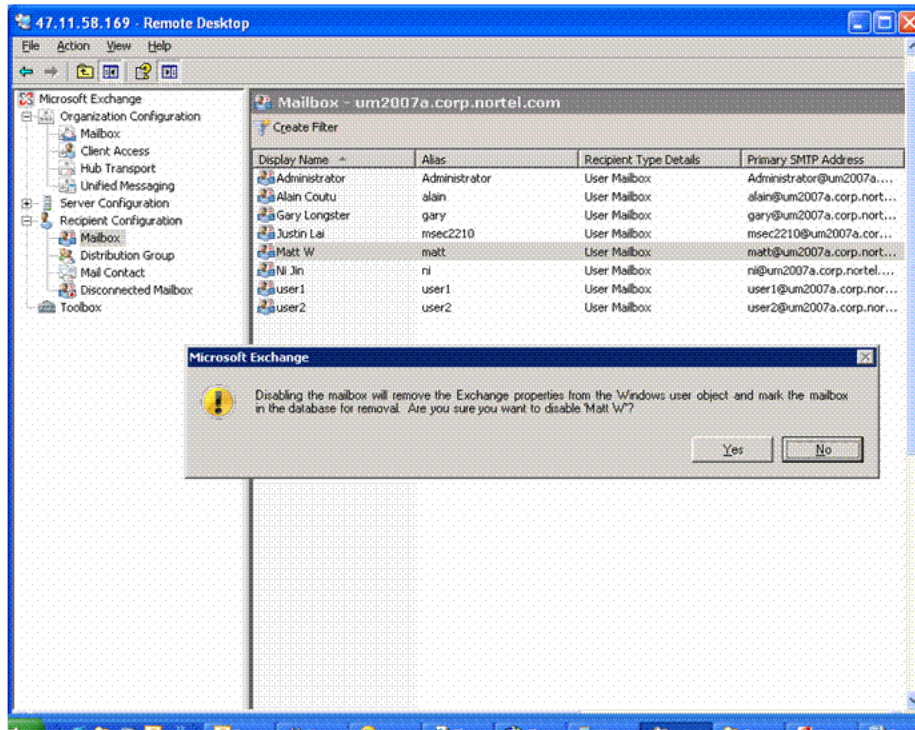 47.11.58.169 - Remote Desktop
File Action View Help
Microsoft Exchange
Organization Configuration
Mailbox
Client Access
Hub Transport
Unified Messaging
Server Configuration
Recipient Configuration
Mailbox
Distribution Group
Mail Contact
Disconnected Mailbox
Toolbox
Mailbox - um2007a.corp.nortel.com
Create Filter
Display Name Alias Recipient Type Details Primary SMTP Address
Administrator Administrator User Mailbox Administrator@um2007a....
Alain Coutu alain User Mailbox alain@um2007a.corp.nort...
Gary Longster gary User Mailbox gary@um2007a.corp.nort...
Justin Lai msec2210 User Mailbox msec2210@um2007a.cor...
Matt W matt User Mailbox matt@um2007a.corp.nort...
Ni Jin ni User Mailbox ni@um2007a.corp.nortel....
user1 user1 User Mailbox user1@um2007a.corp.nor...
user2 user2 User Mailbox user2@um2007a.corp.nor...
Microsoft Exchange
Disabling the mailbox will remove the Exchange properties from the Windows user object and mark the mailbox
in the database for removal. Are you sure you want to disable 'Matt W'?
Yes No